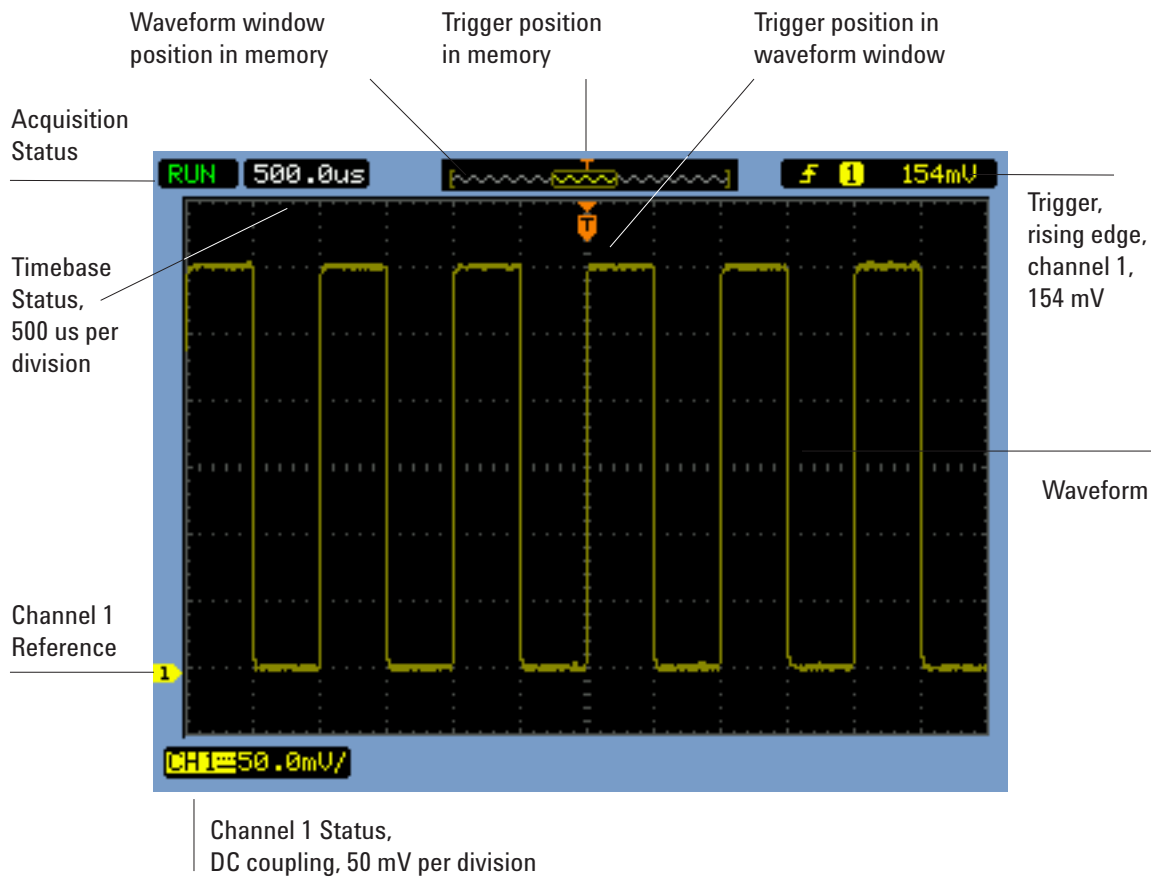 Waveform window
position in memory
Trigger position
in memory
Trigger position in
waveform window
Acquisition
Status
RUN
500.0us
T
1
154mV
T
Trigger,
rising edge,
channel 1,
154 mV
Timebase
Status,
500 us per
division
Waveform
Channel 1
Reference
1
CH1 50.0mV/
Channel 1 Status,
DC coupling, 50 mV per division